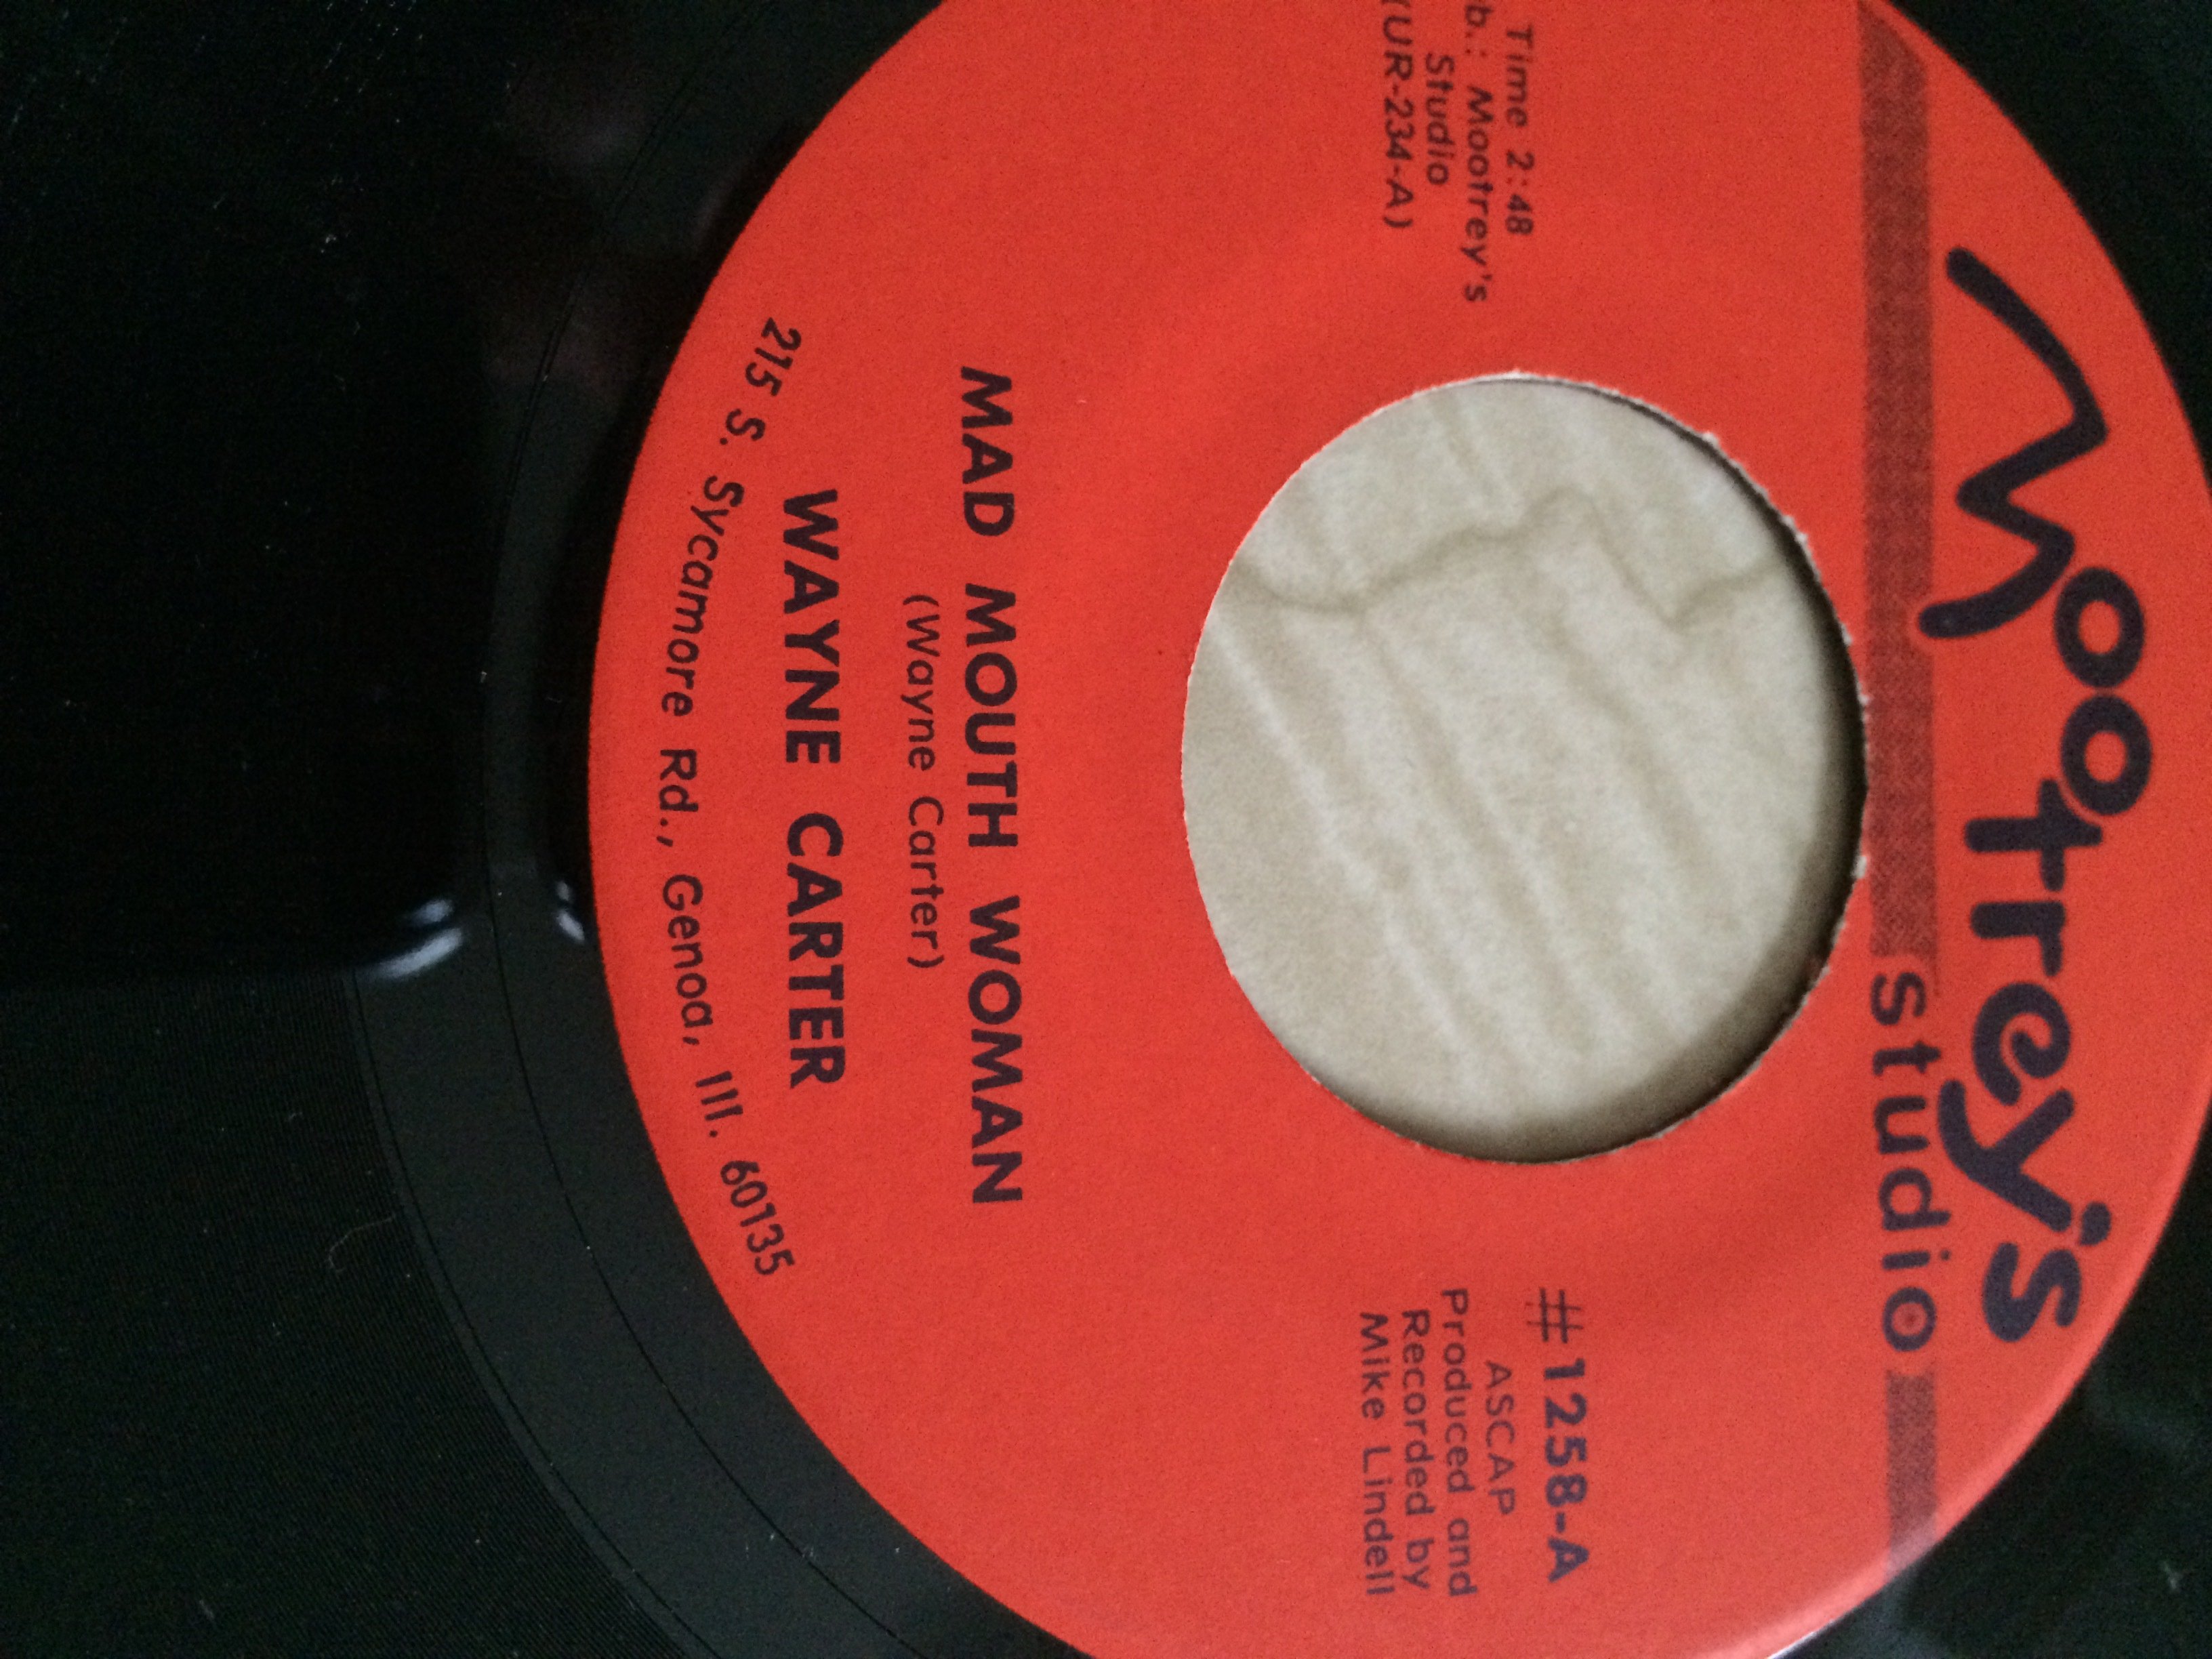 Mootrey's
studio
Time 2:48
b.: Mootrey's
Studio
(UR-234-A)
#1258-A
ASCAP
Produced and
Recorded by
Mike Lindell
MAD MOUTH WOMAN
(Wayne Carter)
WAYNE CARTER
215 S. Sycamore Rd., Genoa, Ill. 60135